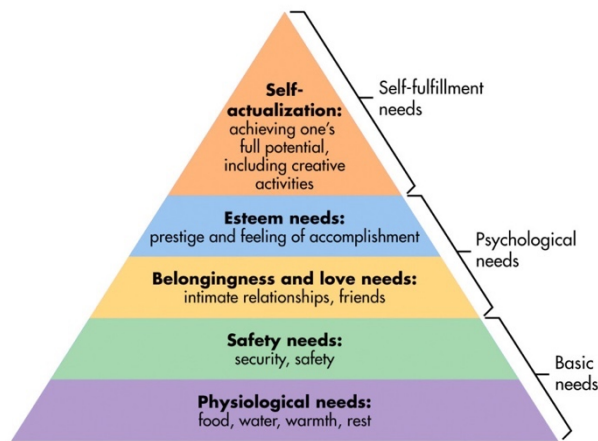 Self-
actualization:
achieving one's
full potential,
including creative
activities
Self-fulfillment
needs
Esteem needs:
prestige and feeling of accomplishment
Psychological
needs
Belongingness and love needs:
intimate relationships, friends
Safety needs:
security, safety
Basic
needs
Physiological needs:
food, water, warmth, rest